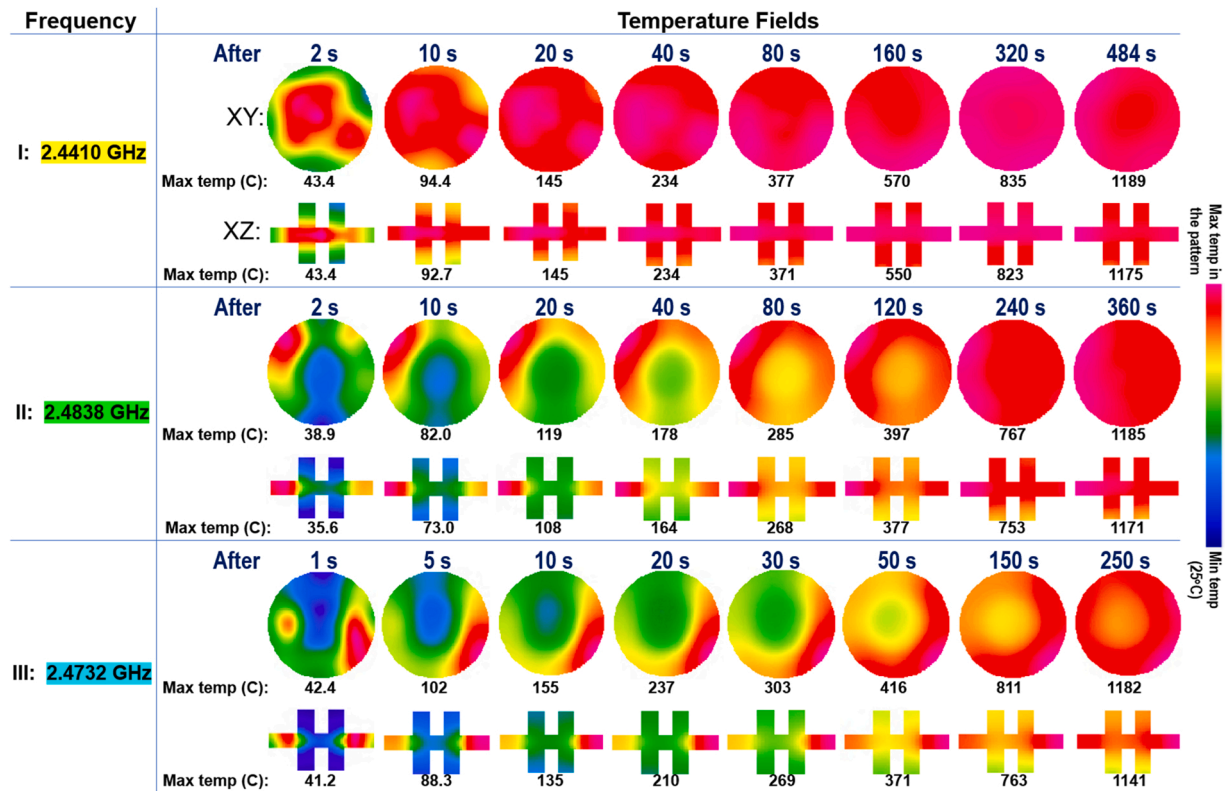 Frequency Temperature Fields
After 2 s 10 s 20 s 40 s 80 s 160 s 320 s 484 s
XY:
I: 2.4410 GHz
Max temp (C): 43.4 94.4 145 234 377 570 835 1189
XZ:
Max temp (C): 43.4 92.7 145 234 371 550 823 1175
After 2 s 10 s 20 s 40 s 80 s 120 s 240 s 360 s
II: 2.4838 GHz
Max temp (C): 38.9 82.0 119 178 285 397 767 1185
Max temp (C): 35.6 73.0 108 164 268 377 753 1171
After 1 s 5 s 10 s 20 s 30 s 50 s 150 s 250 s
III: 2.4732 GHz
Max temp (C): 42.4 102 155 237 303 416 811 1182
Max temp (C): 41.2 88.3 135 210 269 371 763 1141
Max temp in
the pattern
Min temp
(25°C)